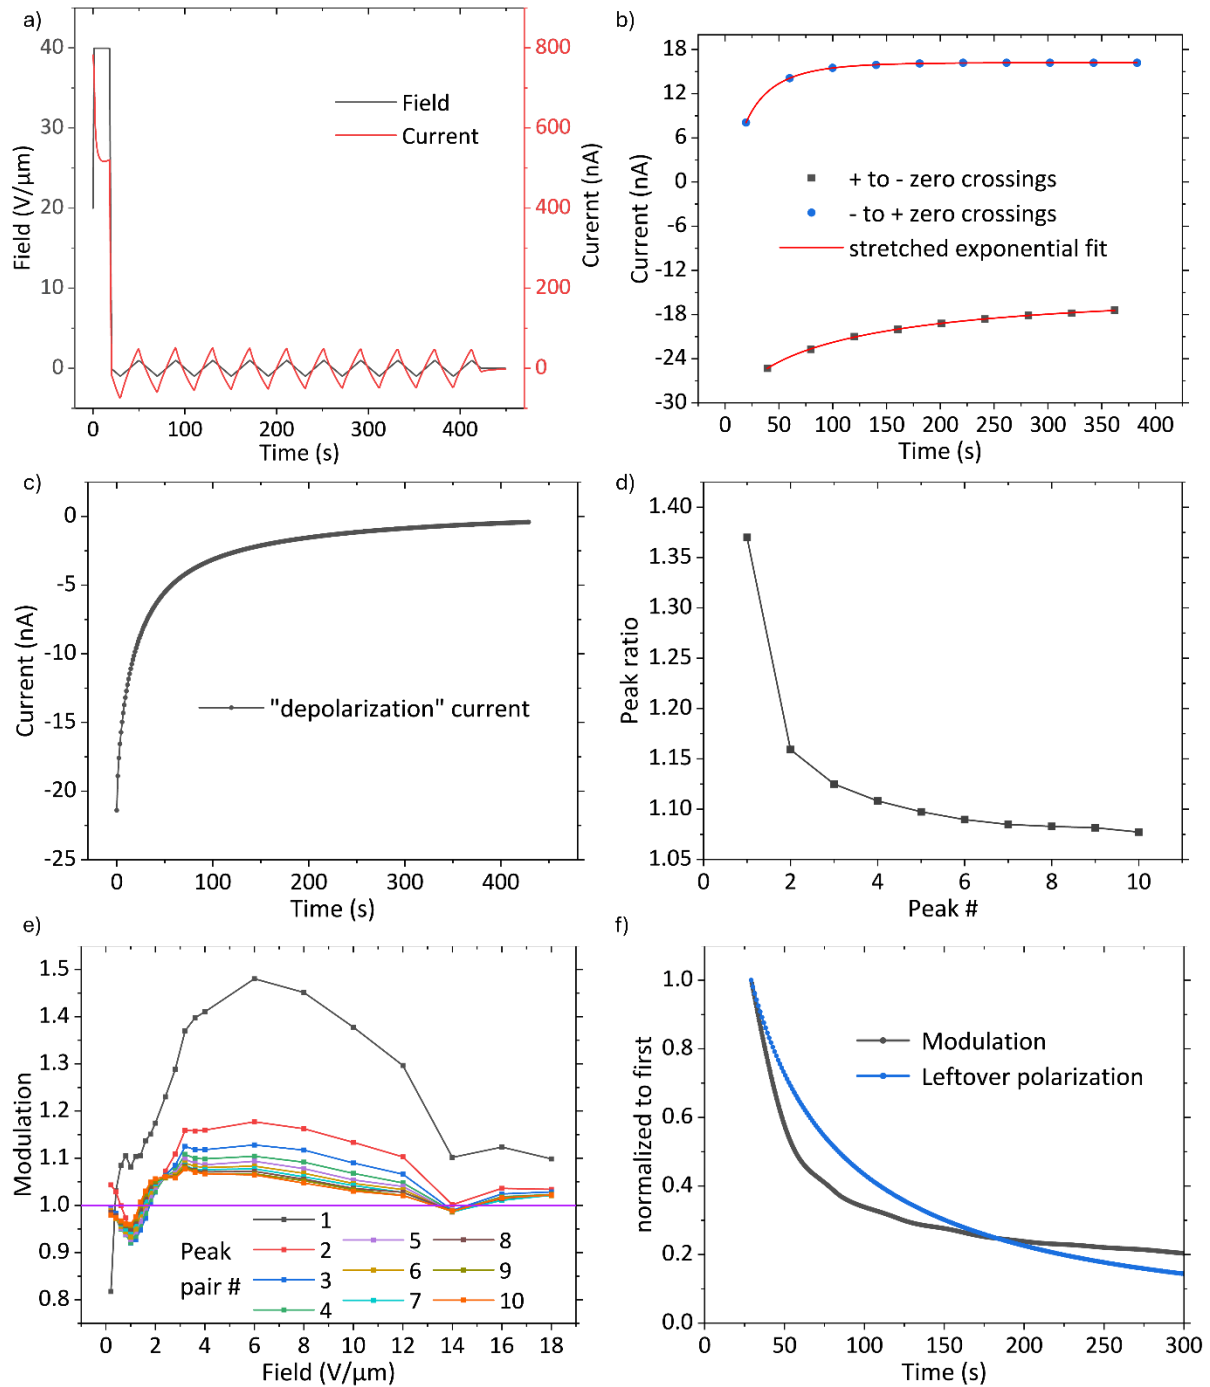 a)
40
30
20
10
0
Field (V/μm)
800
600
400
200
0
Curernt (nA)
Field
Current
0
100
200
300
400
Time (s)
b)
18
12
6
0
-6
-12
-18
-24
-30
Current (nA)
+ to - zero crossings
- to + zero crossings
stretched exponential fit
0 50 100 150 200 250 300 350 400
Time (s)
c)
0
-5
-10
-15
-20
-25
Current (nA)
"depolarization" current
0 100 200 300 400
Time (s)
d)
1.40
1.35
1.30
1.25
1.20
1.15
1.10
1.05
Peak ratio
0 2 4 6 8 10
Peak #
e)
1.5
1.4
1.3
1.2
1.1
1.0
0.9
0.8
Modulation
Peak
pair #
1
2
3
4
5
6
7
8
9
10
0 2 4 6 8 10 12 14 16 18
Field (V/μm)
f)
1.0
0.8
0.6
0.4
0.2
0.0
normalized to first
Modulation
Leftover polarization
0 50 100 150 200 250 300
Time (s)